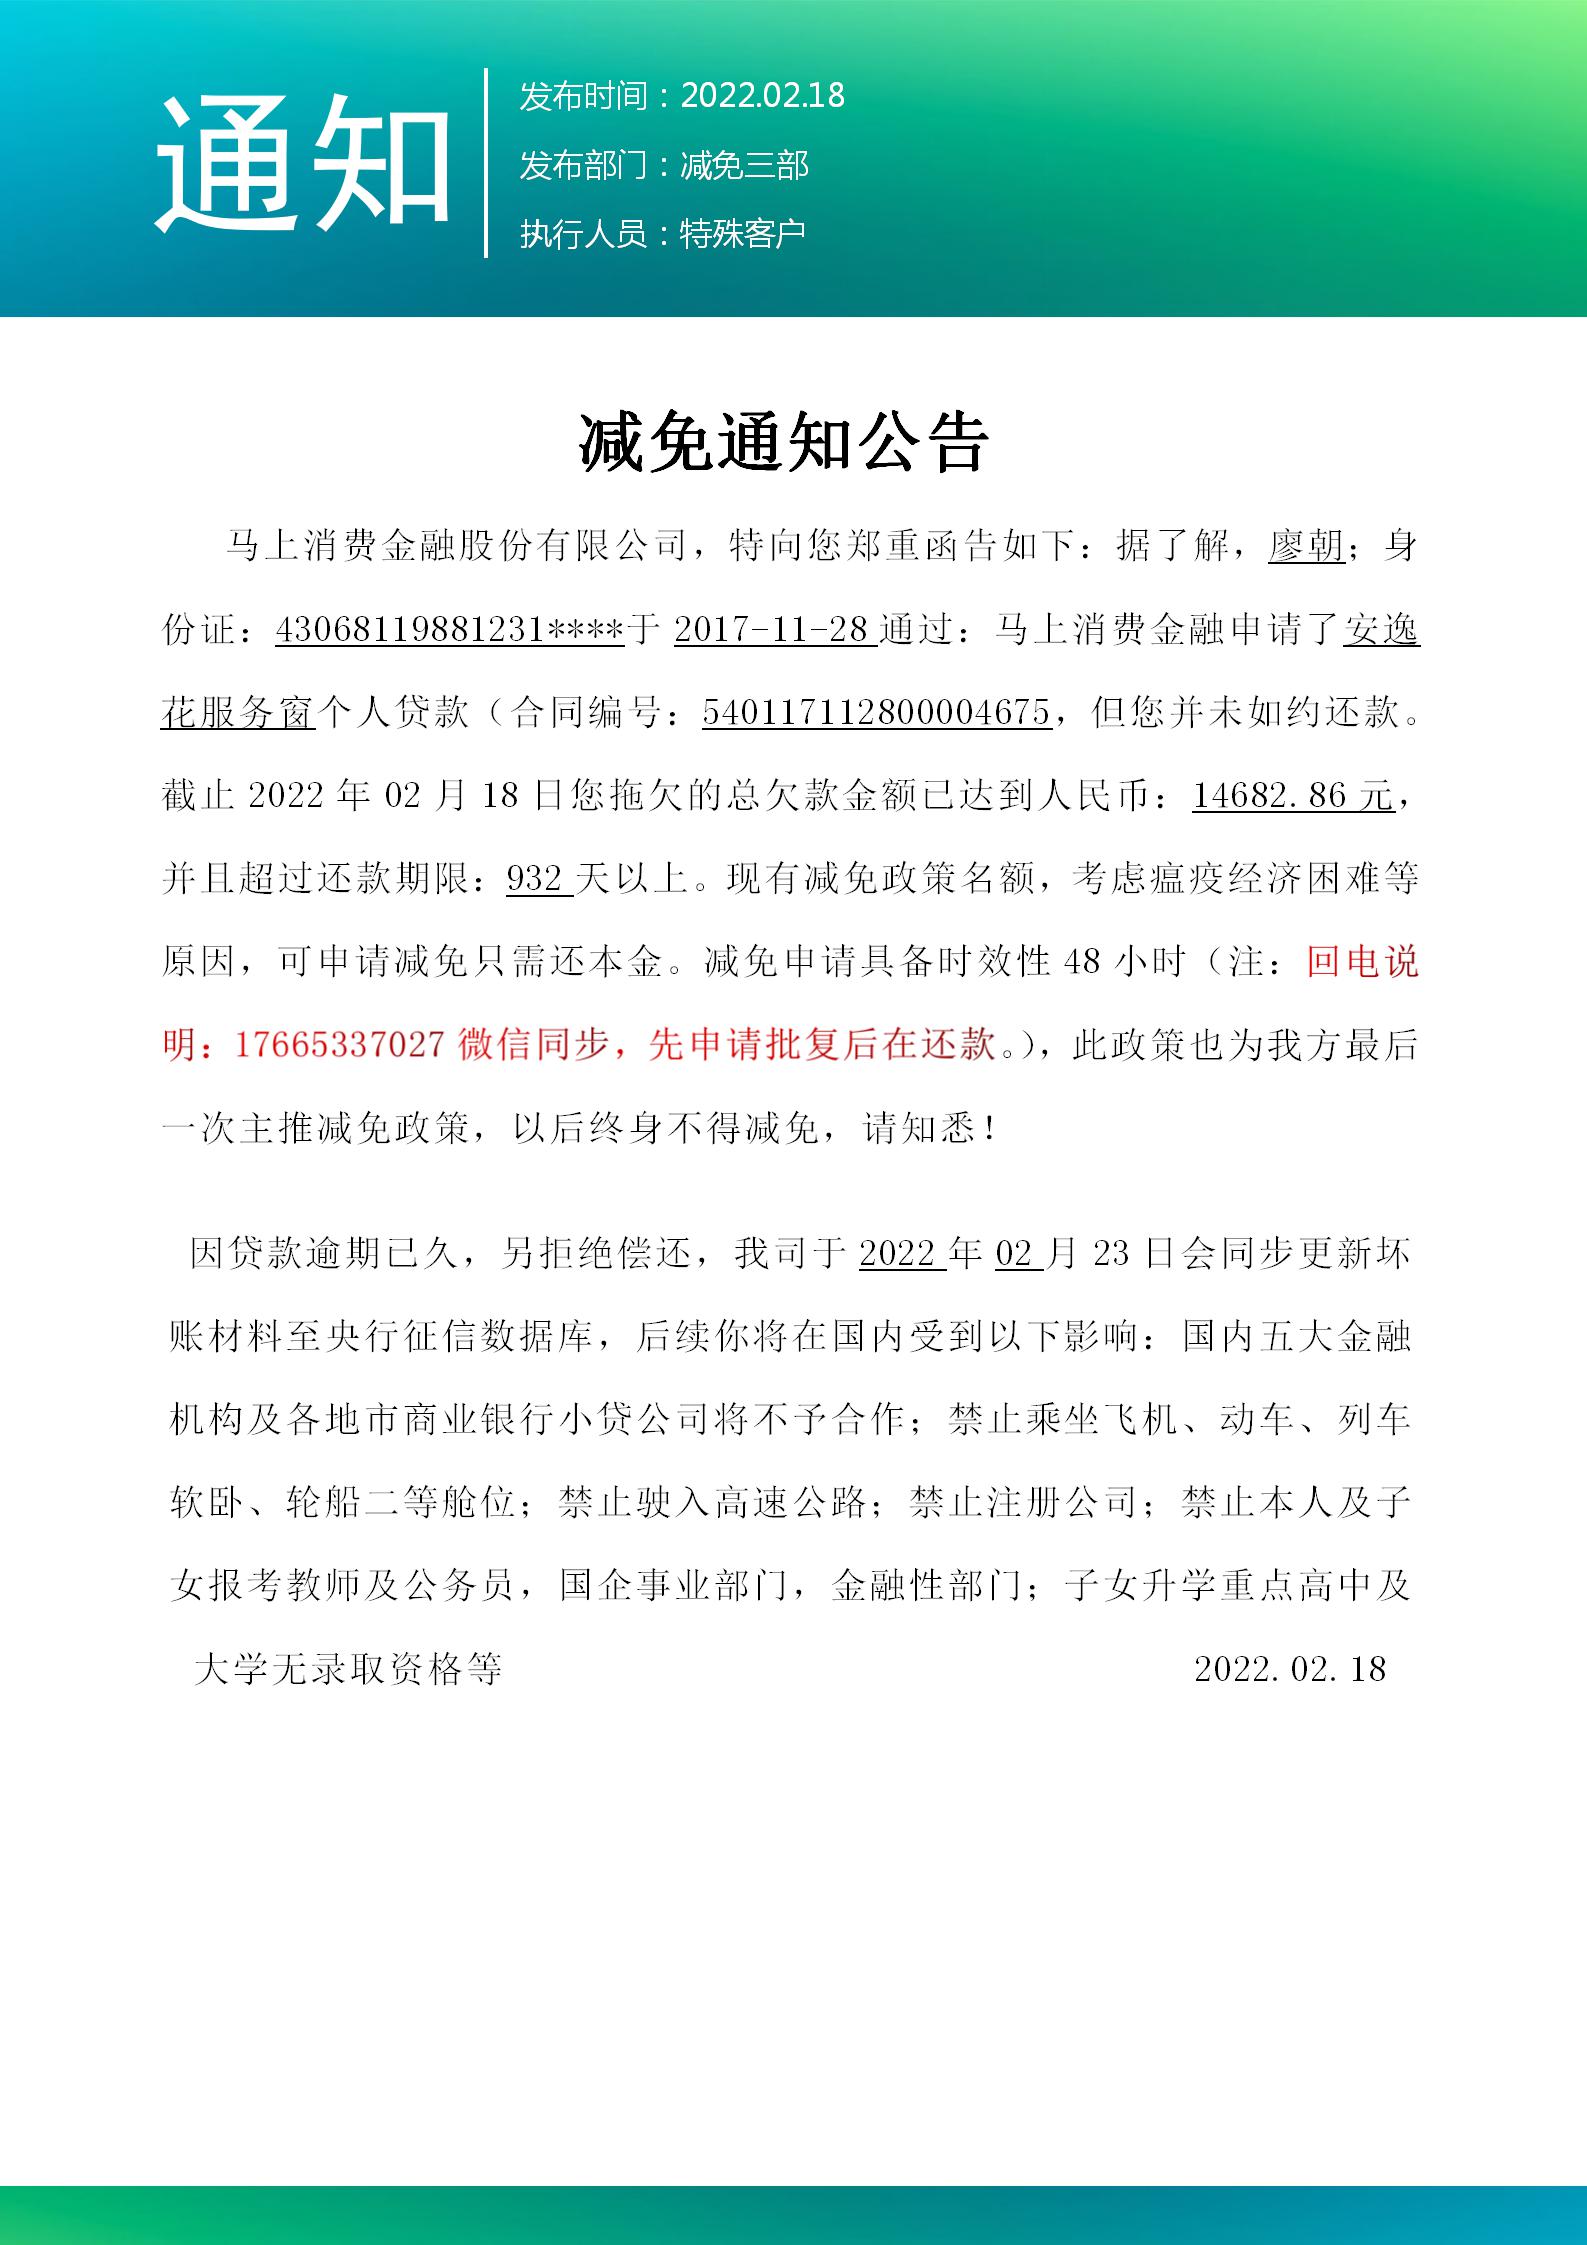 通知
发布时间：2022.02.18
发布部门：减免三部
执行人员：特殊客户
减免通知公告
马上消费金融股份有限公司，特向您郑重函告如下：据了解，廖朝；身
份证：43068119881231****于 2017-11-28 通过：马上消费金融申请了安逸
花服务窗个人贷款（合同编号：540117112800004675，但您并未如约还款。
截止 2022 年 02 月 18 日您拖欠的总欠款金额已达到人民币：14682.86 元，
并且超过还款期限：932 天以上。现有减免政策名额，考虑瘟疫经济困难等
原因，可申请减免只需还本金。减免申请具备时效性 48 小时（注：回电说
明：17665337027 微信同步，先申请批复后在还款。），此政策也为我方最后
一次主推减免政策，以后终身不得减免，请知悉！
因贷款逾期已久，另拒绝偿还，我司于 2022 年 02 月 23 日会同步更新坏
账材料至央行征信数据库，后续你将在国内受到以下影响：国内五大金融
机构及各地市商业银行小贷公司将不予合作；禁止乘坐飞机、动车、列车
软卧、轮船二等舱位；禁止驶入高速公路；禁止注册公司；禁止本人及子
女报考教师及公务员，国企事业部门，金融性部门；子女升学重点高中及
大学无录取资格等 2022.02.18